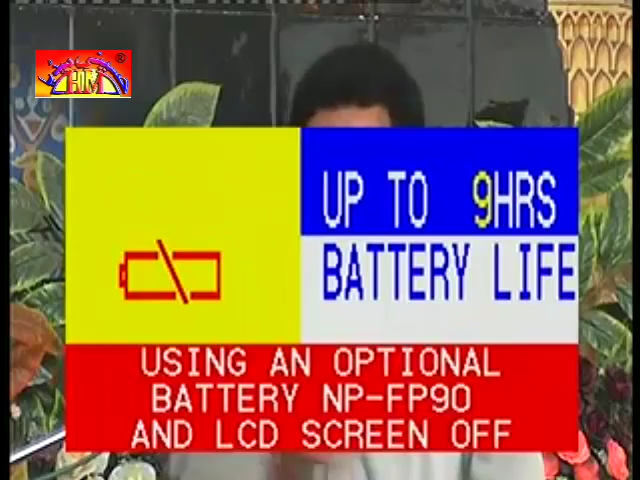 UP TO 9HRS
BATTERY LIFE
USING AN OPTIONAL
BATTERY NP-FP90
AND LCD SCREEN OFF